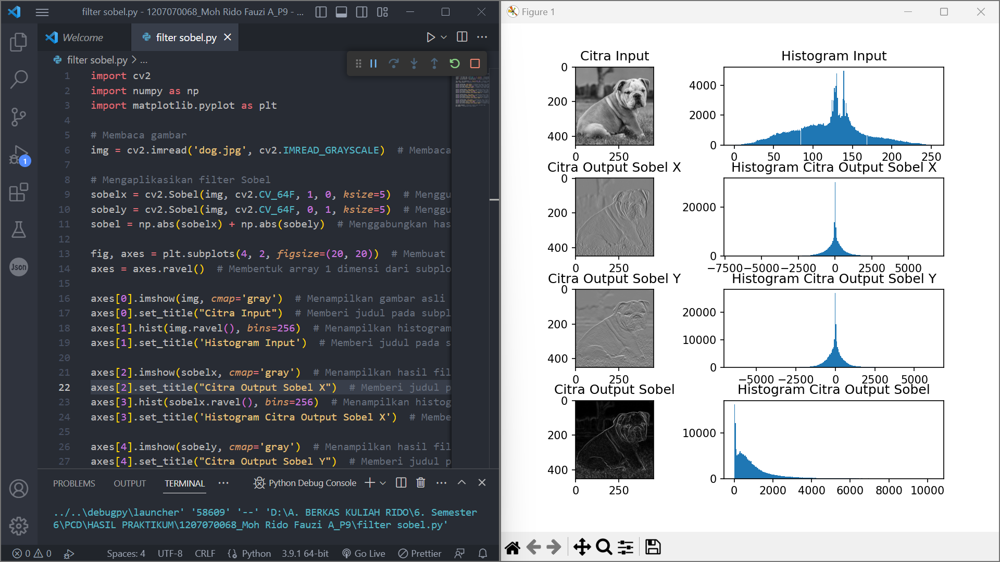 filter sobel.py - 1207070068_Moh Rido Fauzi A_P9 - ...
Welcome
filter sobel.py
filter sobel.py > ...
1 import cv2
2 import numpy as np
3 import matplotlib.pyplot as plt
4
5 # Membaca gambar
6 img = cv2.imread('dog.jpg', cv2.IMREAD_GRAYSCALE)  # Membaca
7
8 # Mengaplikasikan filter Sobel
9 sobelx = cv2.Sobel(img, cv2.CV_64F, 1, 0, ksize=5)  # Menggu
10 sobely = cv2.Sobel(img, cv2.CV_64F, 0, 1, ksize=5)  # Menggu
11 sobel = np.abs(sobelx) + np.abs(sobely)  # Menggabungkan has
12
13 fig, axes = plt.subplots(4, 2, figsize=(20, 20))  # Membuat
14 axes = axes.ravel()  # Membentuk array 1 dimensi dari subplo
15
16 axes[0].imshow(img, cmap='gray')  # Menampilkan gambar asli
17 axes[0].set_title("Citra Input")  # Memberi judul pada subpl
18 axes[1].hist(img.ravel(), bins=256)  # Menampilkan histogram
19 axes[1].set_title('Histogram Input')  # Memberi judul pada s
20
21 axes[2].imshow(sobelx, cmap='gray')  # Menampilkan hasil fil
22 axes[2].set_title("Citra Output Sobel X")  # Memberi judul p
23 axes[3].hist(sobelx.ravel(), bins=256)  # Menampilkan histog
24 axes[3].set_title('Histogram Citra Output Sobel X')  # Membe
25
26 axes[4].imshow(sobely, cmap='gray')  # Menampilkan hasil fil
27 axes[4].set_title("Citra Output Sobel Y")  # Memberi judul p
1
Json
PROBLEMS OUTPUT TERMINAL ... Python Debug Console
../..\debugpy\launcher' '58609' '--' 'D:\A. BERKAS KULIAH RIDO\6. Semester
6\PCD\HASIL PRAKTIKUM\1207070068_Moh Rido Fauzi A_P9\filter sobel.py'
0 0 Spaces: 4 UTF-8 CRLF {} Python 3.9.1 64-bit Go Live Prettier
Figure 1
Citra Input
0
200
400
0 250
Histogram Input
4000
2000
0
0 50 100 150 200 250
Citra Output Sobel X
0
200
400
0 250
Histogram Citra Output Sobel X
20000
0
−7500 −5000 −2500 0 2500 5000
Citra Output Sobel Y
0
200
400
0 250
Histogram Citra Output Sobel Y
20000
10000
0
−5000 −2500 0 2500 5000
Citra Output Sobel
0
200
400
0 250
Histogram Citra Output Sobel
10000
0
0 2000 4000 6000 8000 10000